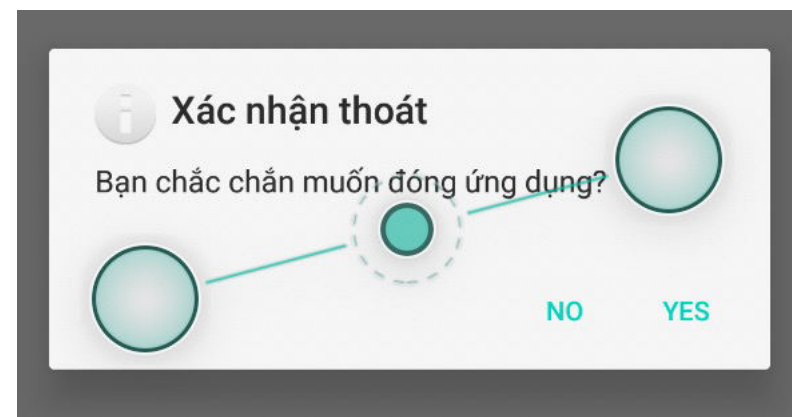 Xác nhận thoát
Bạn chắc chắn muốn đóng ứng dụng?
NO YES